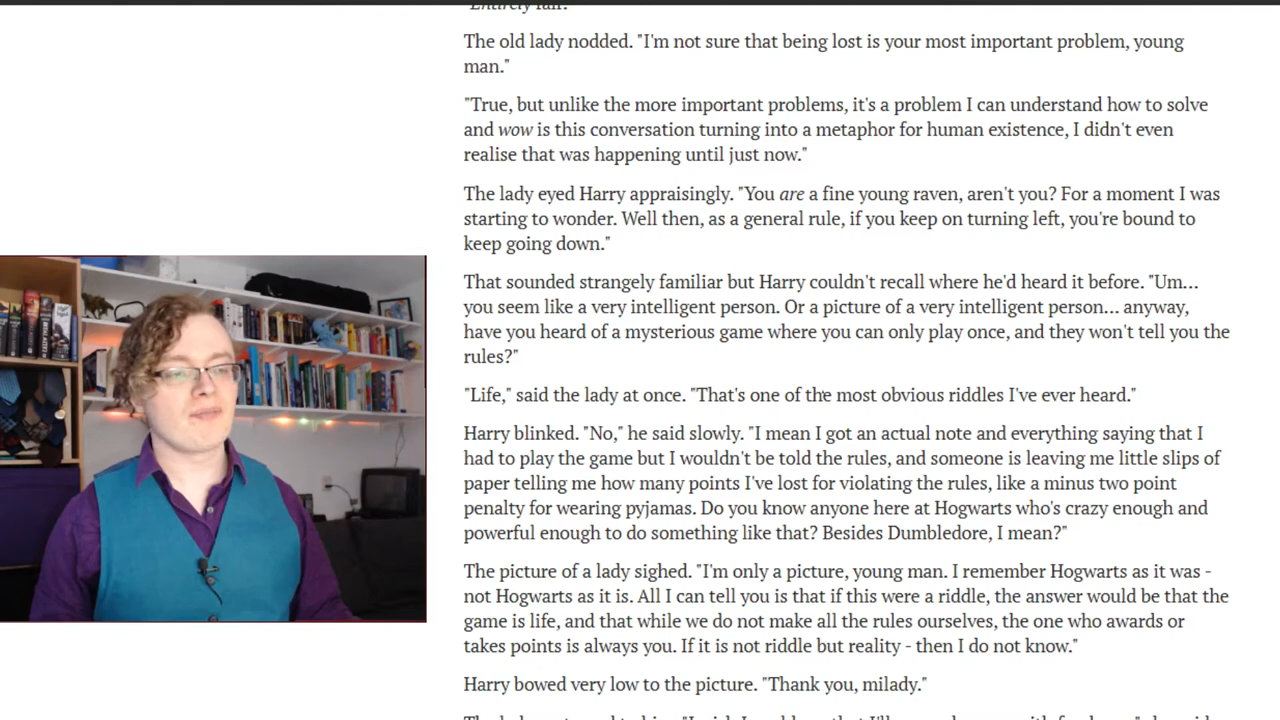 "Entirely fair."
The old lady nodded. "I'm not sure that being lost is your most important problem, young
man."
"True, but unlike the more important problems, it's a problem I can understand how to solve
and wow is this conversation turning into a metaphor for human existence, I didn't even
realise that was happening until just now."
The lady eyed Harry appraisingly. "You are a fine young raven, aren't you? For a moment I was
starting to wonder. Well then, as a general rule, if you keep on turning left, you're bound to
keep going down."
That sounded strangely familiar but Harry couldn't recall where he'd heard it before. "Um...
you seem like a very intelligent person. Or a picture of a very intelligent person... anyway,
have you heard of a mysterious game where you can only play once, and they won't tell you the
rules?"
"Life," said the lady at once. "That's one of the most obvious riddles I've ever heard."
Harry blinked. "No," he said slowly. "I mean I got an actual note and everything saying that I
had to play the game but I wouldn't be told the rules, and someone is leaving me little slips of
paper telling me how many points I've lost for violating the rules, like a minus two point
penalty for wearing pyjamas. Do you know anyone here at Hogwarts who's crazy enough and
powerful enough to do something like that? Besides Dumbledore, I mean?"
The picture of a lady sighed. "I'm only a picture, young man. I remember Hogwarts as it was -
not Hogwarts as it is. All I can tell you is that if this were a riddle, the answer would be that the
game is life, and that while we do not make all the rules ourselves, the one who awards or
takes points is always you. If it is not riddle but reality - then I do not know."
Harry bowed very low to the picture. "Thank you, milady."